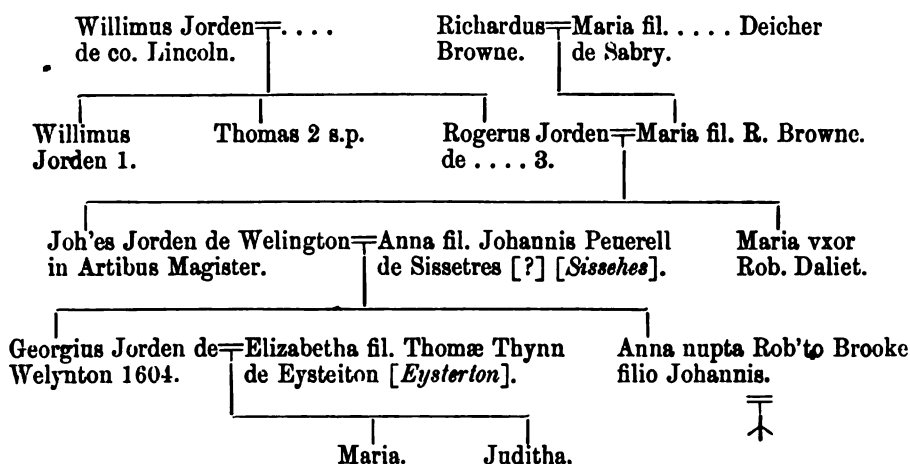 Willimus Jorden . . . . Richardus Maria fil. . . . . . Deicher
de co. Lincoln. Browne. de Sabry.
Willimus Thomas 2 s.p. Rogerus Jorden Maria fil. R. Browne.
Jorden 1. de . . . . 3.
Joh'es Jorden de Welington Anna fil. Johannis Peuerell Maria vxor
in Artibus Magister. de Sissetres [?] [Sissehes]. Rob. Daliet.
Georgius Jorden de Elizabetha fil. Thomæ Thynn Anna nupta Rob'to Brooke
Welynton 1604. de Eysteiton [Eysterton]. filio Johannis.
Maria. Juditha.